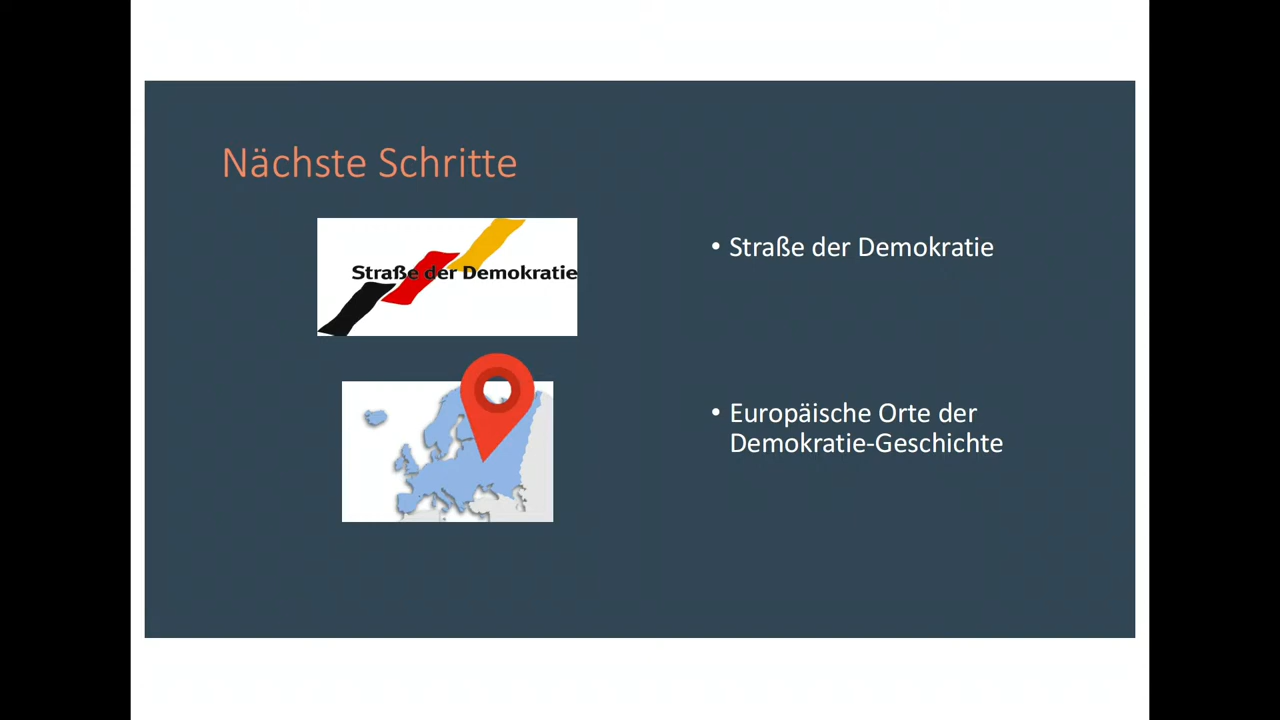 Nächste Schritte
Straße der Demokratie
• Straße der Demokratie
• Europäische Orte der
Demokratie-Geschichte